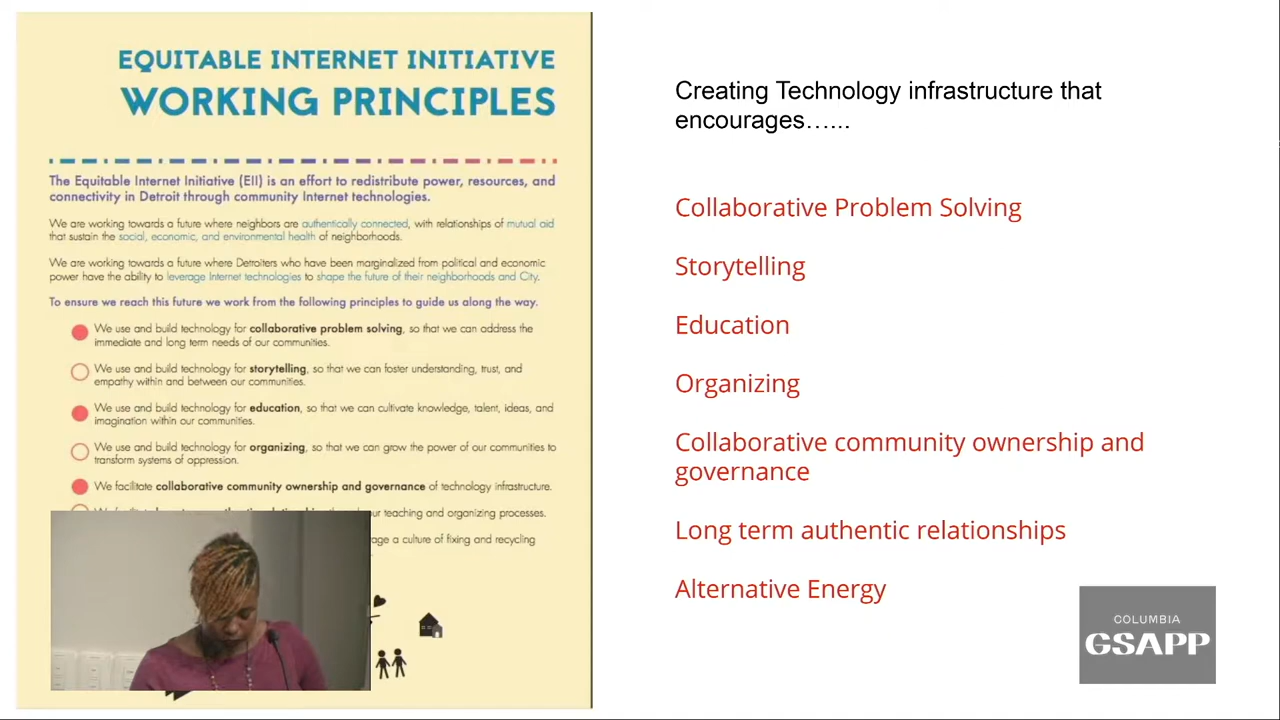 EQUITABLE INTERNET INITIATIVE
WORKING PRINCIPLES
The Equitable Internet Initiative (EII) is an effort to redistribute power, resources, and
connectivity in Detroit through community Internet technologies.
We are working towards a future where neighbors are authentically connected, with relationships of mutual aid
that sustain the social, economic, and environmental health of neighborhoods.
We are working towards a future where Detroiters who have been marginalized from political and economic
power have the ability to leverage Internet technologies to shape the future of their neighborhoods and City.
To ensure we reach this future we work from the following principles to guide us along the way.
We use and build technology for collaborative problem solving, so that we can address the
immediate and long term needs of our communities.
We use and build technology for storytelling, so that we can foster understanding, trust, and
empathy within and between our communities.
We use and build technology for education, so that we can cultivate knowledge, talent, ideas, and
imagination within our communities.
We use and build technology for organizing, so that we can grow the power of our communities to
transform systems of oppression.
We facilitate collaborative community ownership and governance of technology infrastructure.
our teaching and organizing processes.
a culture of fixing and recycling
Creating Technology infrastructure that
encourages…...
Collaborative Problem Solving
Storytelling
Education
Organizing
Collaborative community ownership and
governance
Long term authentic relationships
Alternative Energy
COLUMBIA
GSAPP